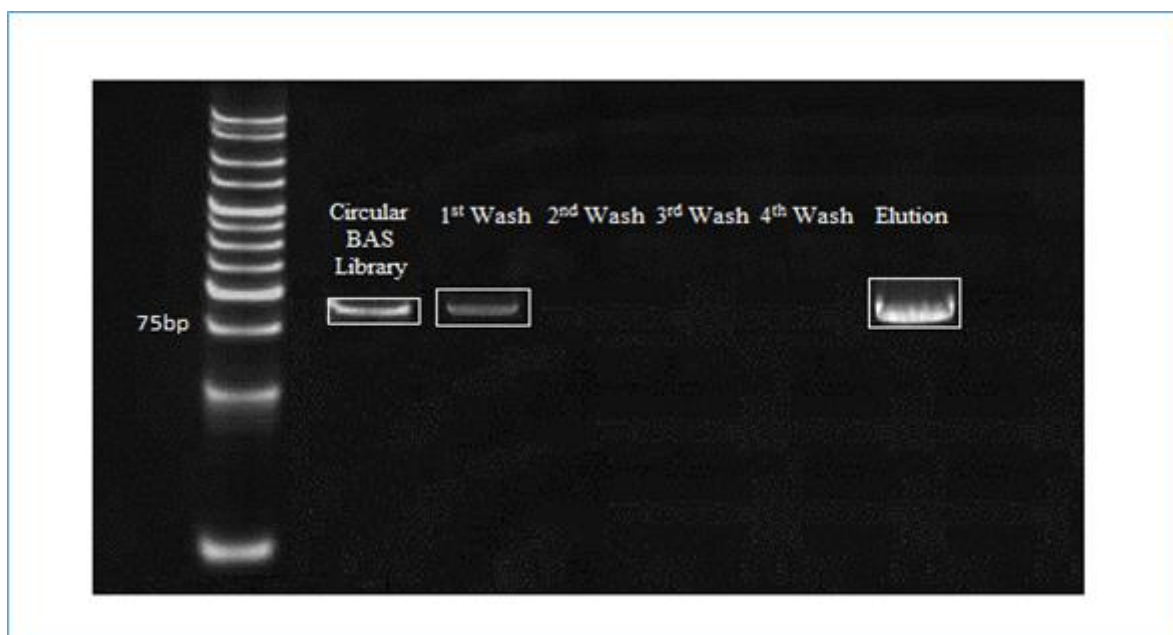 Circular
BAS
Library
1st Wash
2nd Wash
3rd Wash
4th Wash
Elution
75bp